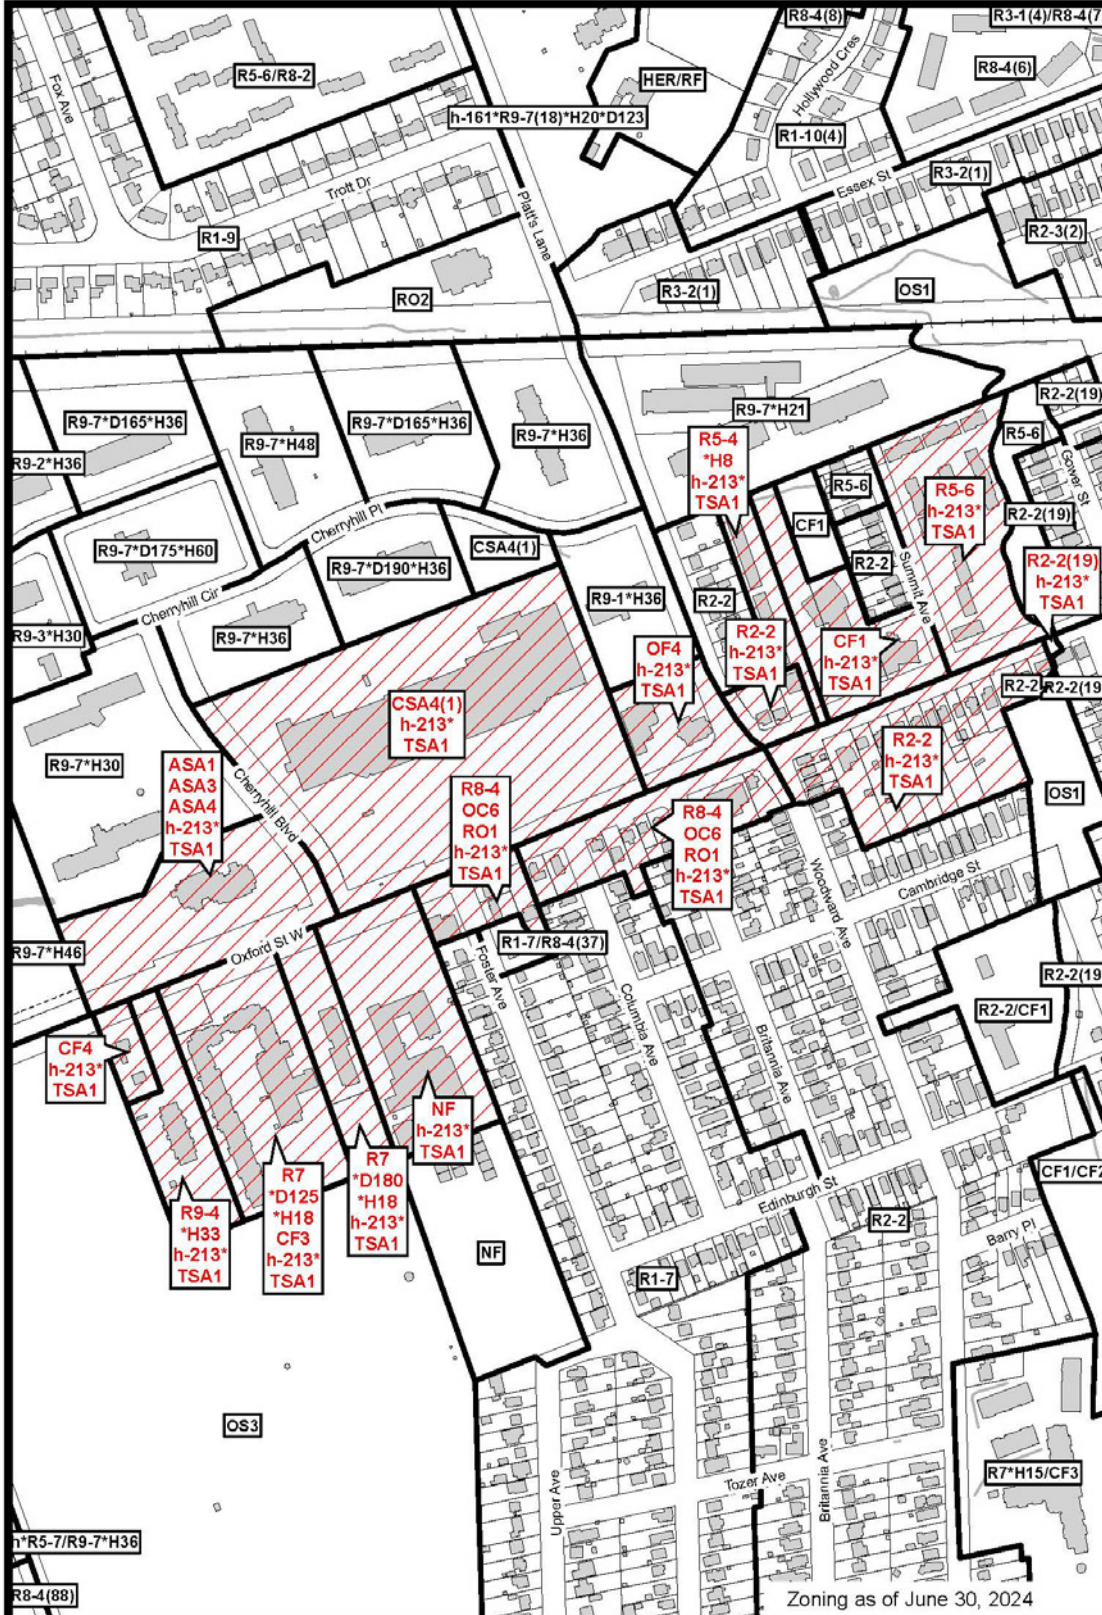 R8-4(8)
R3-1(4)/R8-4(7
Fox Ave
R5-6/R8-2
HER/RF
Hollywood Cres
R8-4(6)
h-161*R9-7(18)*H20*D123
R1-10(4)
Trott Dr
Platt's Lane
Essex St
R3-2(1)
R1-9
R2-3(2)
RO2
R3-2(1)
OS1
R9-7*D165*H36
R9-7*H48
R9-7*D165*H36
R9-7*H36
R9-7*H21
R2-2(19)
R5-6
Gower St
R9-2*H36
R5-4
*H8
h-213*
TSA1
R5-6
R5-6
h-213*
TSA1
R2-2(19)
CF1
Cherryhill Pl
CSA4(1)
R9-7*D175*H60
R9-7*D190*H36
R2-2
Summit Ave
R2-2(19)
h-213*
TSA1
Cherryhill Cir
R9-1*H36
R2-2
R9-3*H30
R9-7*H36
OF4
h-213*
TSA1
R2-2
h-213*
TSA1
CF1
h-213*
TSA1
CSA4(1)
h-213*
TSA1
R2-2
R2-2(19
R9-7*H30
ASA1
ASA3
ASA4
h-213*
TSA1
Cherryhill Blvd
R2-2
h-213*
TSA1
OS1
R8-4
OC6
RO1
h-213*
TSA1
R8-4
OC6
RO1
h-213*
TSA1
Woodward Ave
Cambridge St
R9-7*H46
Oxford St W
R1-7/R8-4(37)
Foster Ave
Columbia Ave
R2-2(19
R2-2/CF1
Britannia Ave
CF4
h-213*
TSA1
NF
h-213*
TSA1
R7
*D180
*H18
h-213*
TSA1
R7
*D125
*H18
CF3
h-213*
TSA1
R9-4
*H33
h-213*
TSA1
CF1/CF2
Edinburgh St
R2-2
Barry Pl
NF
R1-7
OS3
Upper Ave
Tozer Ave
Britannia Ave
R7*H15/CF3
h*R5-7/R9-7*H36
R8-4(88)
Zoning as of June 30, 2024